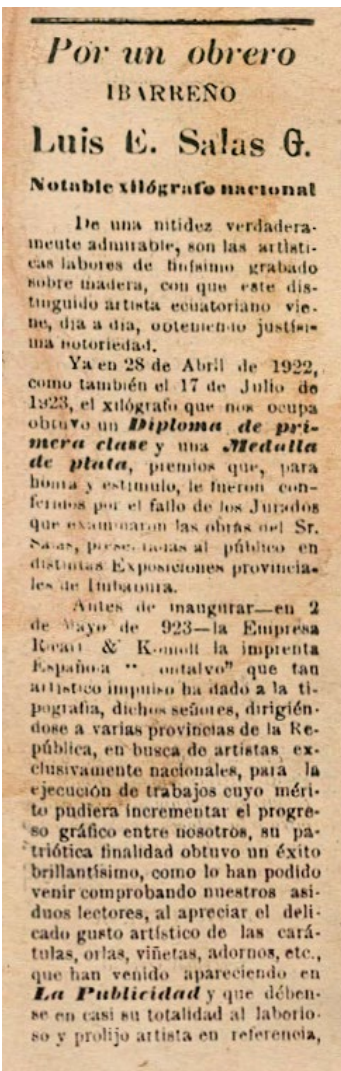 Por un obrero
IBARREÑO
Luis E. Salas G.
Notable xilógrafo nacional
De una nitidez verdadera-
mente admirable, son las artísti-
cas labores de finísimo grabado
sobre madera, con que este dis-
tinguido artista ecuatoriano vie-
ne, día a día, obteniendo justísi-
ma notoriedad.
Ya en 28 de Abril de 1922,
como también el 17 de Julio de
1923, el xilógrafo que nos ocupa
obtuvo un Diploma de pri-
mera clase y una Medalla
de plata, premios que, para
honra y estímulo, le fueron con-
feridos por el fallo de los Jurados
que examinaron las obras del Sr.
Salas, presentadas al público en
distintas Exposiciones provincia-
les de Imbabura.
Antes de inaugurar—en 2
de Mayo de 923—la Empresa
& la imprenta
Española "ontalvo" que tan
artístico impulso ha dado a la ti-
pografía, dichos señores, dirigién-
dose a varias provincias de la Re-
pública, en busca de artistas ex-
clusivamente nacionales, para la
ejecución de trabajos cuyo méri-
to pudiera incrementar el progre-
so gráfico entre nosotros, su pa-
triótica finalidad obtuvo un éxito
brillantísimo, como lo han podido
venir comprobando nuestros asi-
duos lectores, al apreciar el deli-
cado gusto artístico de las cará-
tulas, orlas, viñetas, adornos, etc.,
que han venido apareciendo en
La Publicidad y que dében-
se en casi su totalidad al laborio-
so y prolijo artista en referencia,